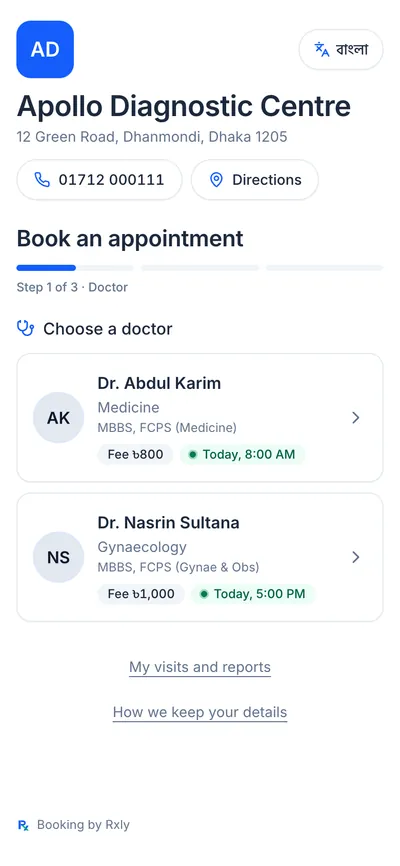 AD
বাংলা
Apollo Diagnostic Centre
12 Green Road, Dhanmondi, Dhaka 1205
01712 000111
Directions
Book an appointment
Step 1 of 3 · Doctor
Choose a doctor
AK
Dr. Abdul Karim
Medicine
MBBS, FCPS (Medicine)
Fee ৳800
Today, 8:00 AM
NS
Dr. Nasrin Sultana
Gynaecology
MBBS, FCPS (Gynae & Obs)
Fee ৳1,000
Today, 5:00 PM
My visits and reports
How we keep your details
Booking by Rxly